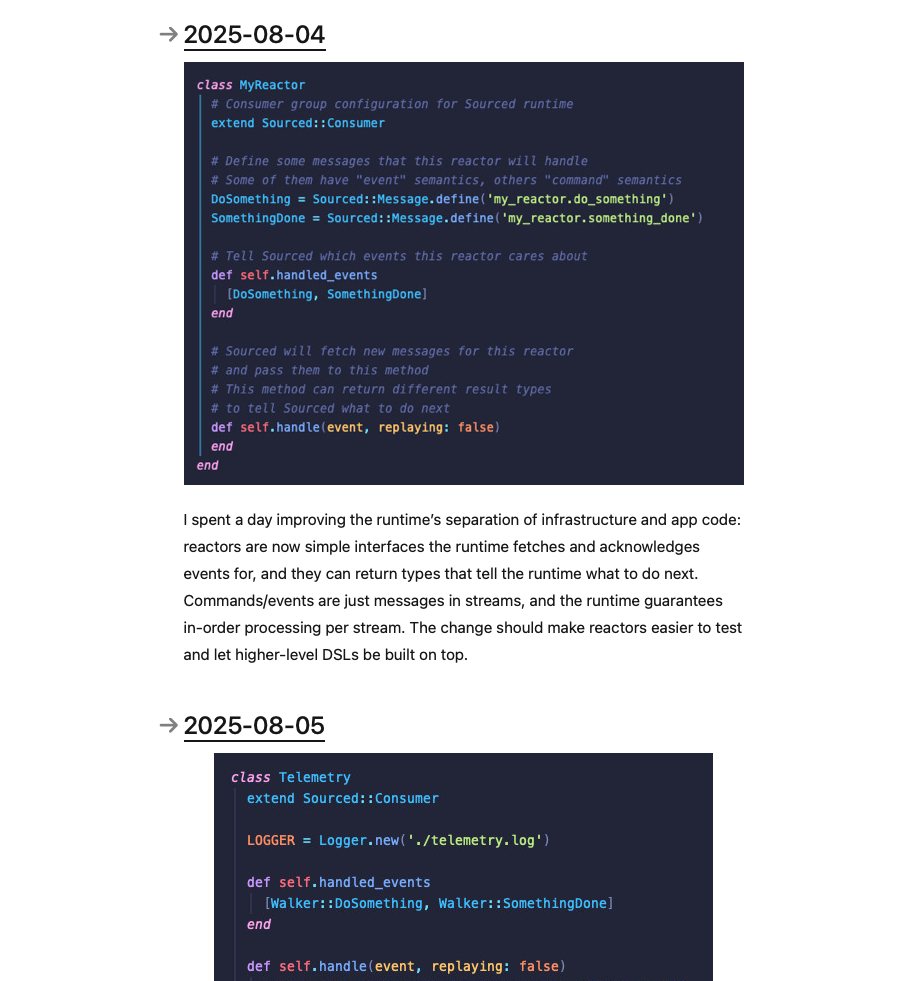 → 2025-08-04
class MyReactor
# Consumer group configuration for Sourced runtime
extend Sourced::Consumer
# Define some messages that this reactor will handle
# Some of them have "event" semantics, others "command" semantics
DoSomething = Sourced::Message.define('my_reactor.do_something')
SomethingDone = Sourced::Message.define('my_reactor.something_done')
# Tell Sourced which events this reactor cares about
def self.handled_events
[DoSomething, SomethingDone]
end
# Sourced will fetch new messages for this reactor
# and pass them to this method
# This method can return different result types
# to tell Sourced what to do next
def self.handle(event, replaying: false)
end
end
I spent a day improving the runtime’s separation of infrastructure and app code:
reactors are now simple interfaces the runtime fetches and acknowledges
events for, and they can return types that tell the runtime what to do next.
Commands/events are just messages in streams, and the runtime guarantees
in-order processing per stream. The change should make reactors easier to test
and let higher-level DSLs be built on top.
→ 2025-08-05
class Telemetry
extend Sourced::Consumer
LOGGER = Logger.new('./telemetry.log')
def self.handled_events
[Walker::DoSomething, Walker::SomethingDone]
end
def self.handle(event, replaying: false)